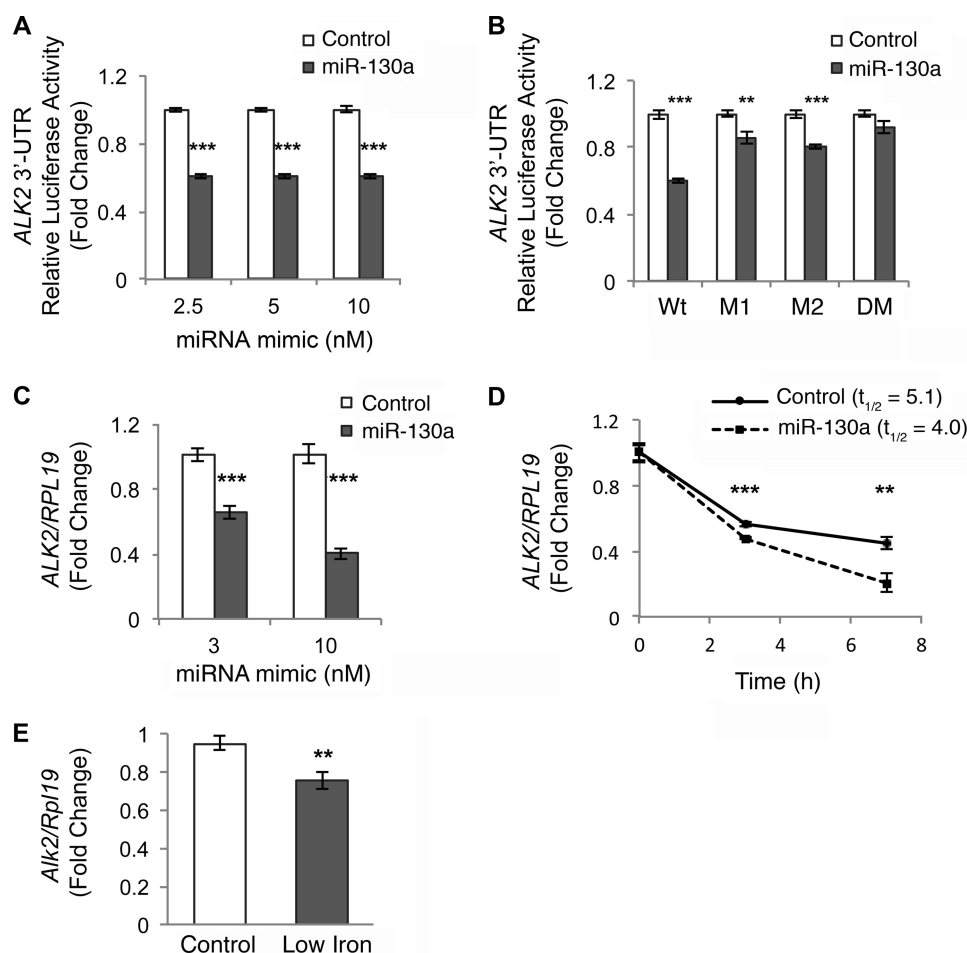 A
Control
miR-130a
ALK2 3’-UTR
Relative Luciferase Activity
(Fold Change)
1.2
0.8
0.4
0
***
***
***
2.5
5
10
miRNA mimic (nM)
B
Control
miR-130a
ALK2 3’-UTR
Relative Luciferase Activity
(Fold Change)
1.2
0.8
0.4
0
***
**
***
Wt
M1
M2
DM
C
Control
miR-130a
ALK2/RPL19
(Fold Change)
1.2
0.8
0.4
0
***
***
3
10
miRNA mimic (nM)
D
Control (t1/2 = 5.1)
miR-130a (t1/2 = 4.0)
ALK2/RPL19
(Fold Change)
1.2
0.8
0.4
0
***
**
0
2
4
6
8
Time (h)
E
Alk2/Rpl19
(Fold Change)
1
0.8
0.6
0.4
0.2
0
**
Control
Low Iron